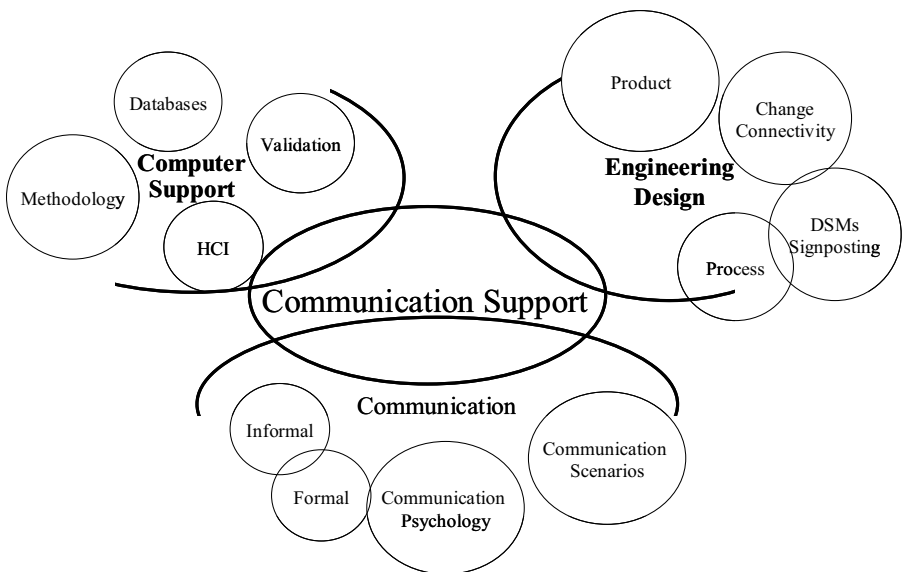 Databases
Validation
Computer
Support
Methodology
HCI
Product
Change
Connectivity
Engineering
Design
DSMs
Signposting
Process
Communication Support
Communication
Informal
Formal
Communication
Psychology
Communication
Scenarios